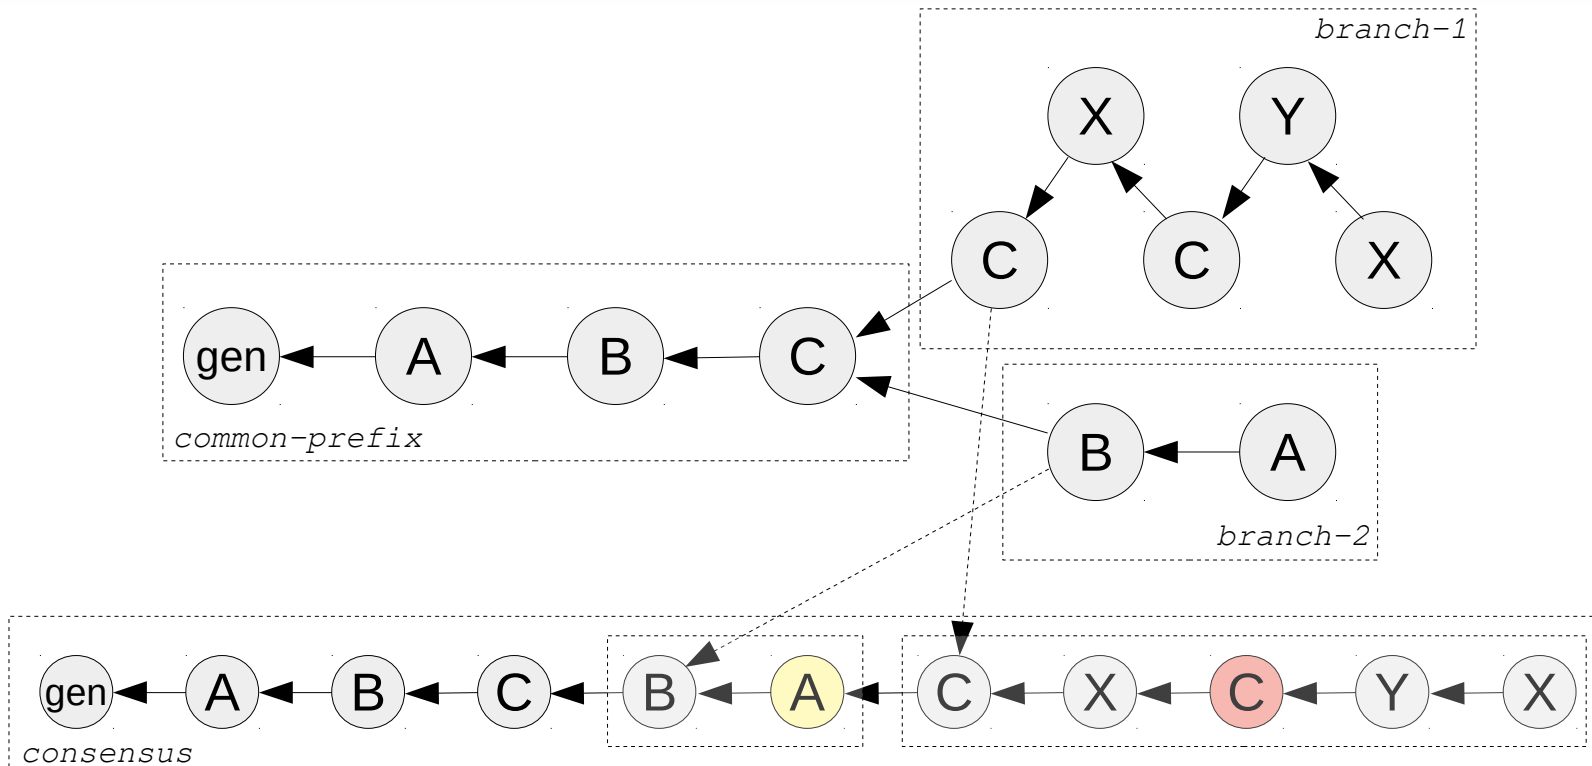 branch-1
X Y
C C X
gen A B C
common-prefix
B A
branch-2
gen A B C B A C X C Y X
consensus